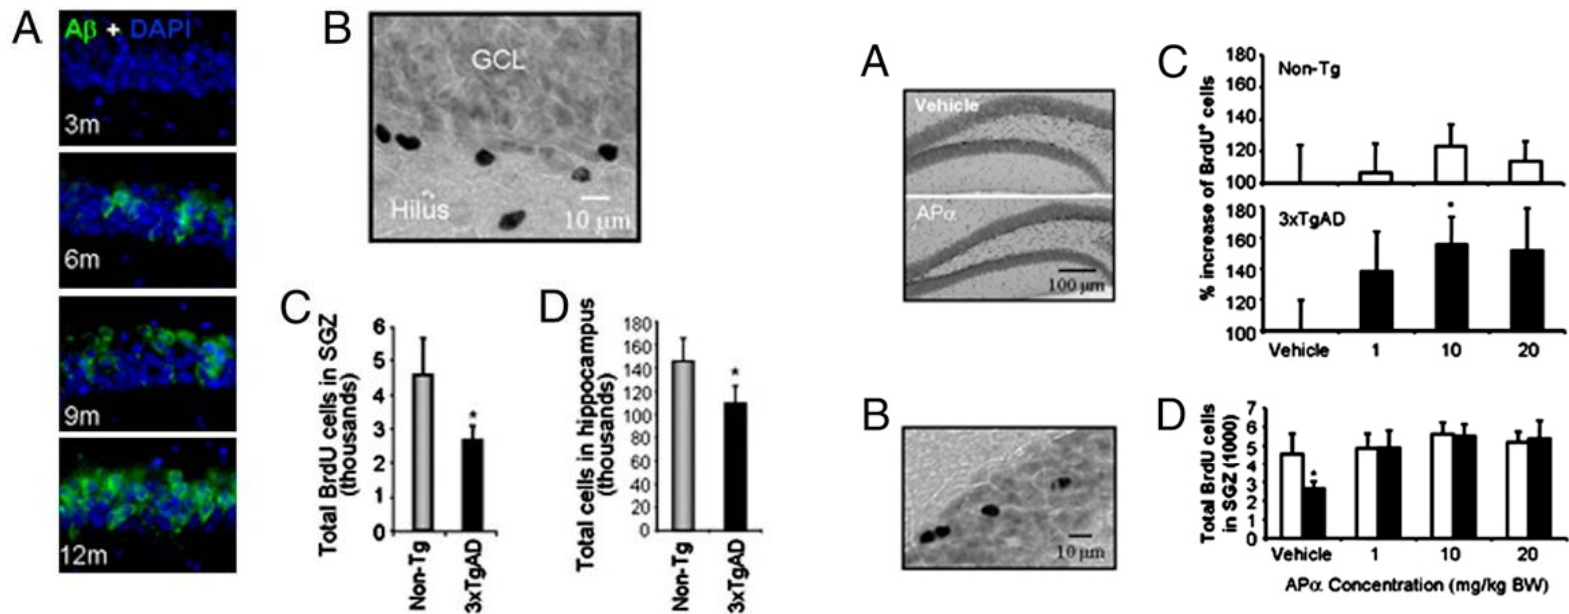 A
Aβ + DAPI
3m
6m
9m
12m
B
GCL
Hilus
10 μm
C
Total BrdU cells in SGZ
(thousands)
6
5
4
3
2
1
0
*
Non-Tg
3xTgAD
D
Total cells in hippocampus
(thousands)
180
160
140
120
100
80
60
40
20
0
*
Non-Tg
3xTgAD
A
Vehicle
APα
100 μm
B
10 μm
C
% increase of BrdU⁺ cells
180
160
140
120
100
Non-Tg
180
160
140
120
100
3xTgAD
*
Vehicle 1 10 20
D
Total BrdU cells
in SGZ (1000)
7
6
5
4
3
2
1
0
*
Vehicle 1 10 20
APα Concentration (mg/kg BW)